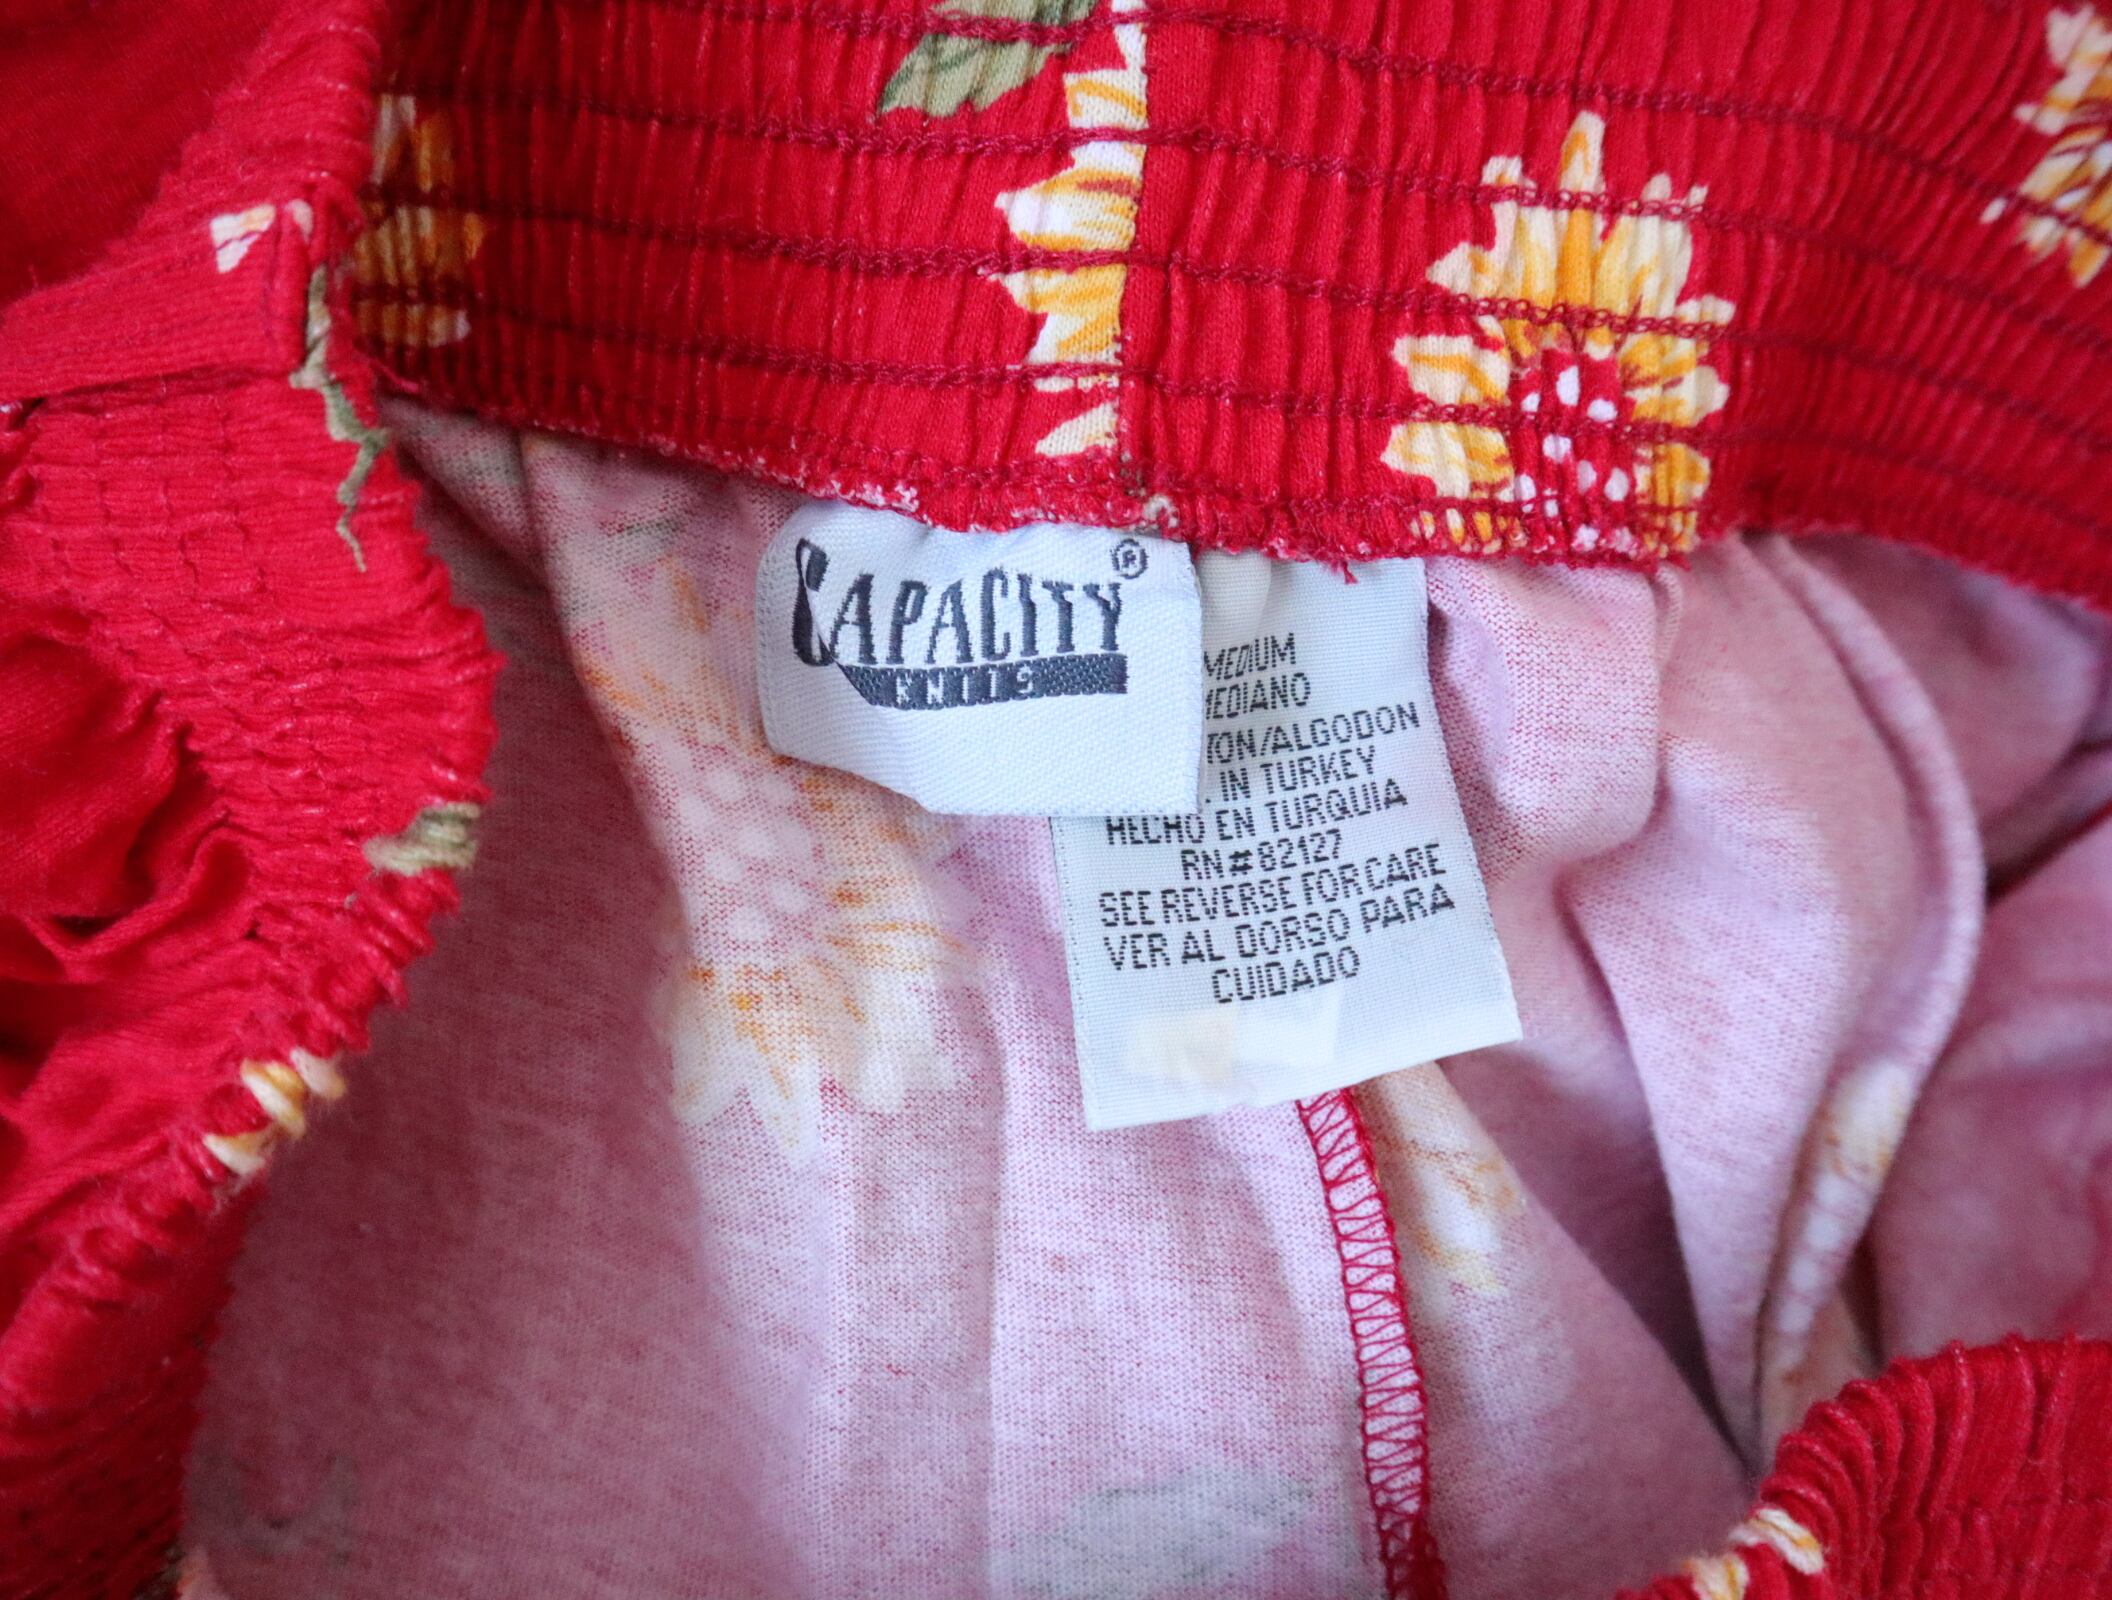 CAPACITY®
KNITS
MEDIUM
MEDIANO
TON/ALGODON
. IN TURKEY
HECHO EN TURQUIA
RN#82127
SEE REVERSE FOR CARE
VER AL DORSO PARA
CUIDADO